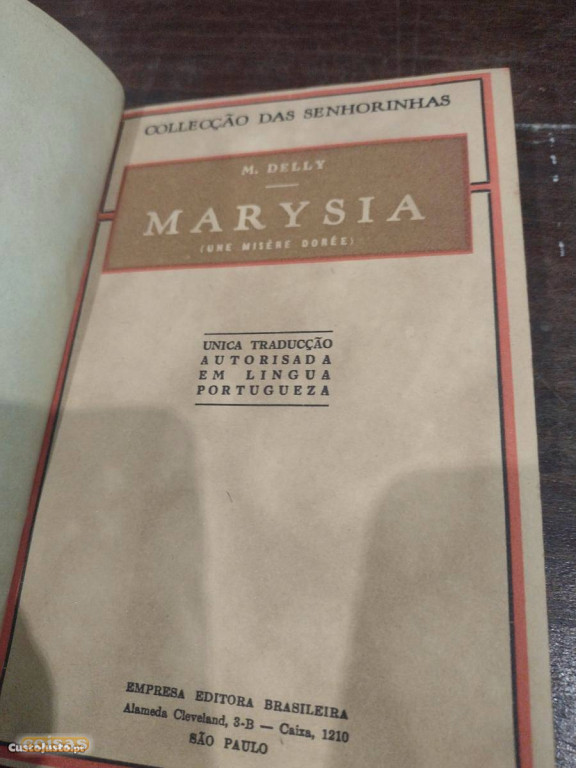 COLLECÇÃO DAS SENHORINHAS
M. DELLY
MARYSIA
(UNE MISÈRE DORÉE)
UNICA TRADUCÇÃO
AUTORISADA
EM LINGUA
PORTUGUEZA
EMPRESA EDITORA BRASILEIRA
Alameda Cleveland, 3-B — Caixa, 1210
SÃO PAULO
CustoJusto.pt